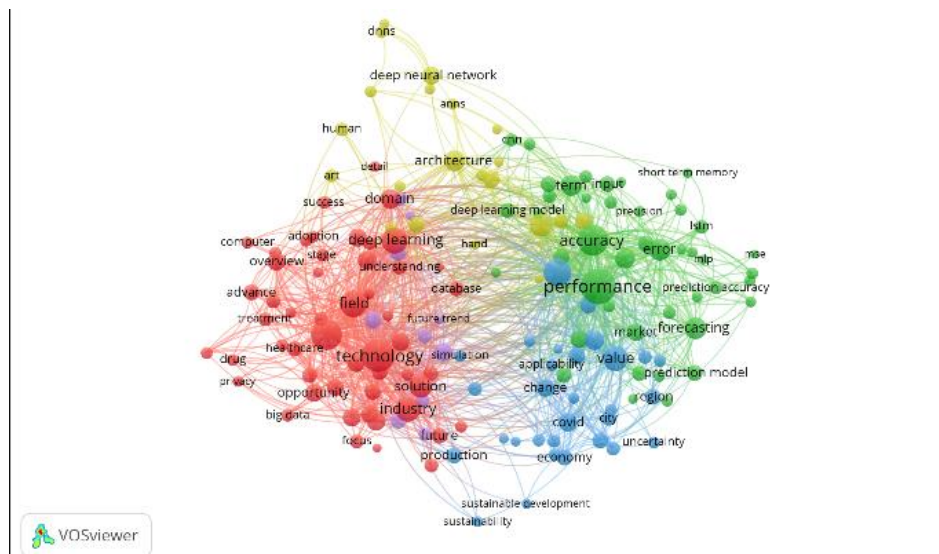 dnns
deep neural network
anns
human
cnn
architecture
detail
short term memory
art
term
input
success
domain
deep learning model
precision
lstm
computer
adoption
deep learning
hand
accuracy
error
stage
mlp
mse
overview
understanding
database
performance
prediction accuracy
advance
field
treatment
future trend
market
forecasting
healthcare
technology
simulation
value
drug
applicability
prediction model
privacy
opportunity
solution
change
region
big data
industry
covid
city
focus
future
uncertainty
production
economy
sustainable development
sustainability
VOSviewer